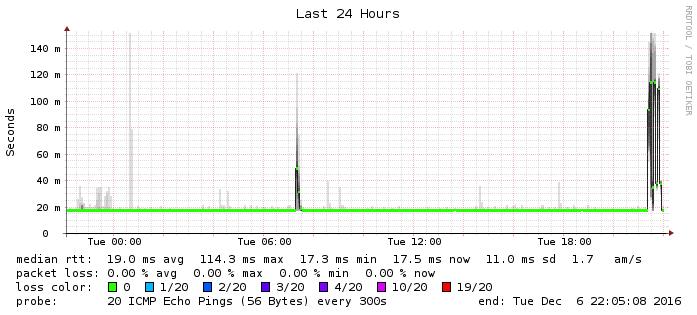 Last 24 Hours
RRDTOOL / TOBI OETIKER
Seconds
140 m
120 m
100 m
80 m
60 m
40 m
20 m
0
Tue 00:00 Tue 06:00 Tue 12:00 Tue 18:00
median rtt: 19.0 ms avg 114.3 ms max 17.3 ms min 17.5 ms now 11.0 ms sd 1.7 am/s
packet loss: 0.00 % avg 0.00 % max 0.00 % min 0.00 % now
loss color: 0 1/20 2/20 3/20 4/20 10/20 19/20
probe: 20 ICMP Echo Pings (56 Bytes) every 300s end: Tue Dec 6 22:05:08 2016